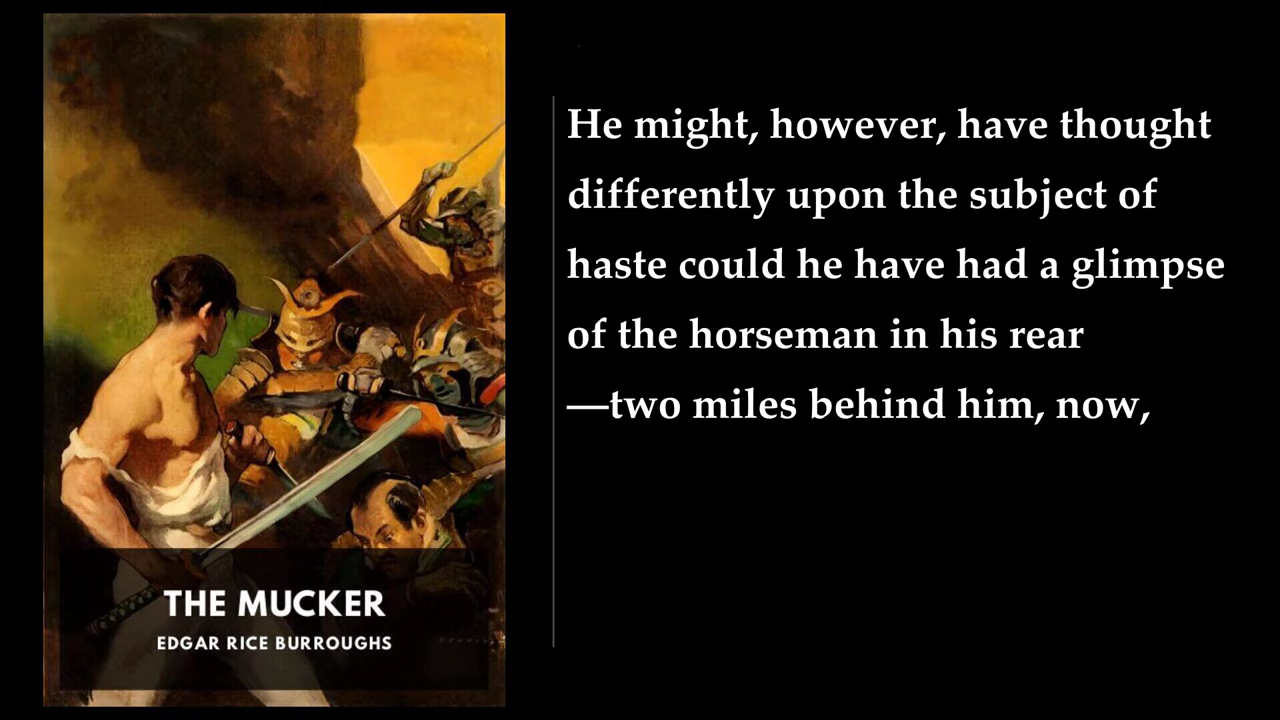 THE MUCKER
EDGAR RICE BURROUGHS
He might, however, have thought
differently upon the subject of
haste could he have had a glimpse
of the horseman in his rear
—two miles behind him, now,